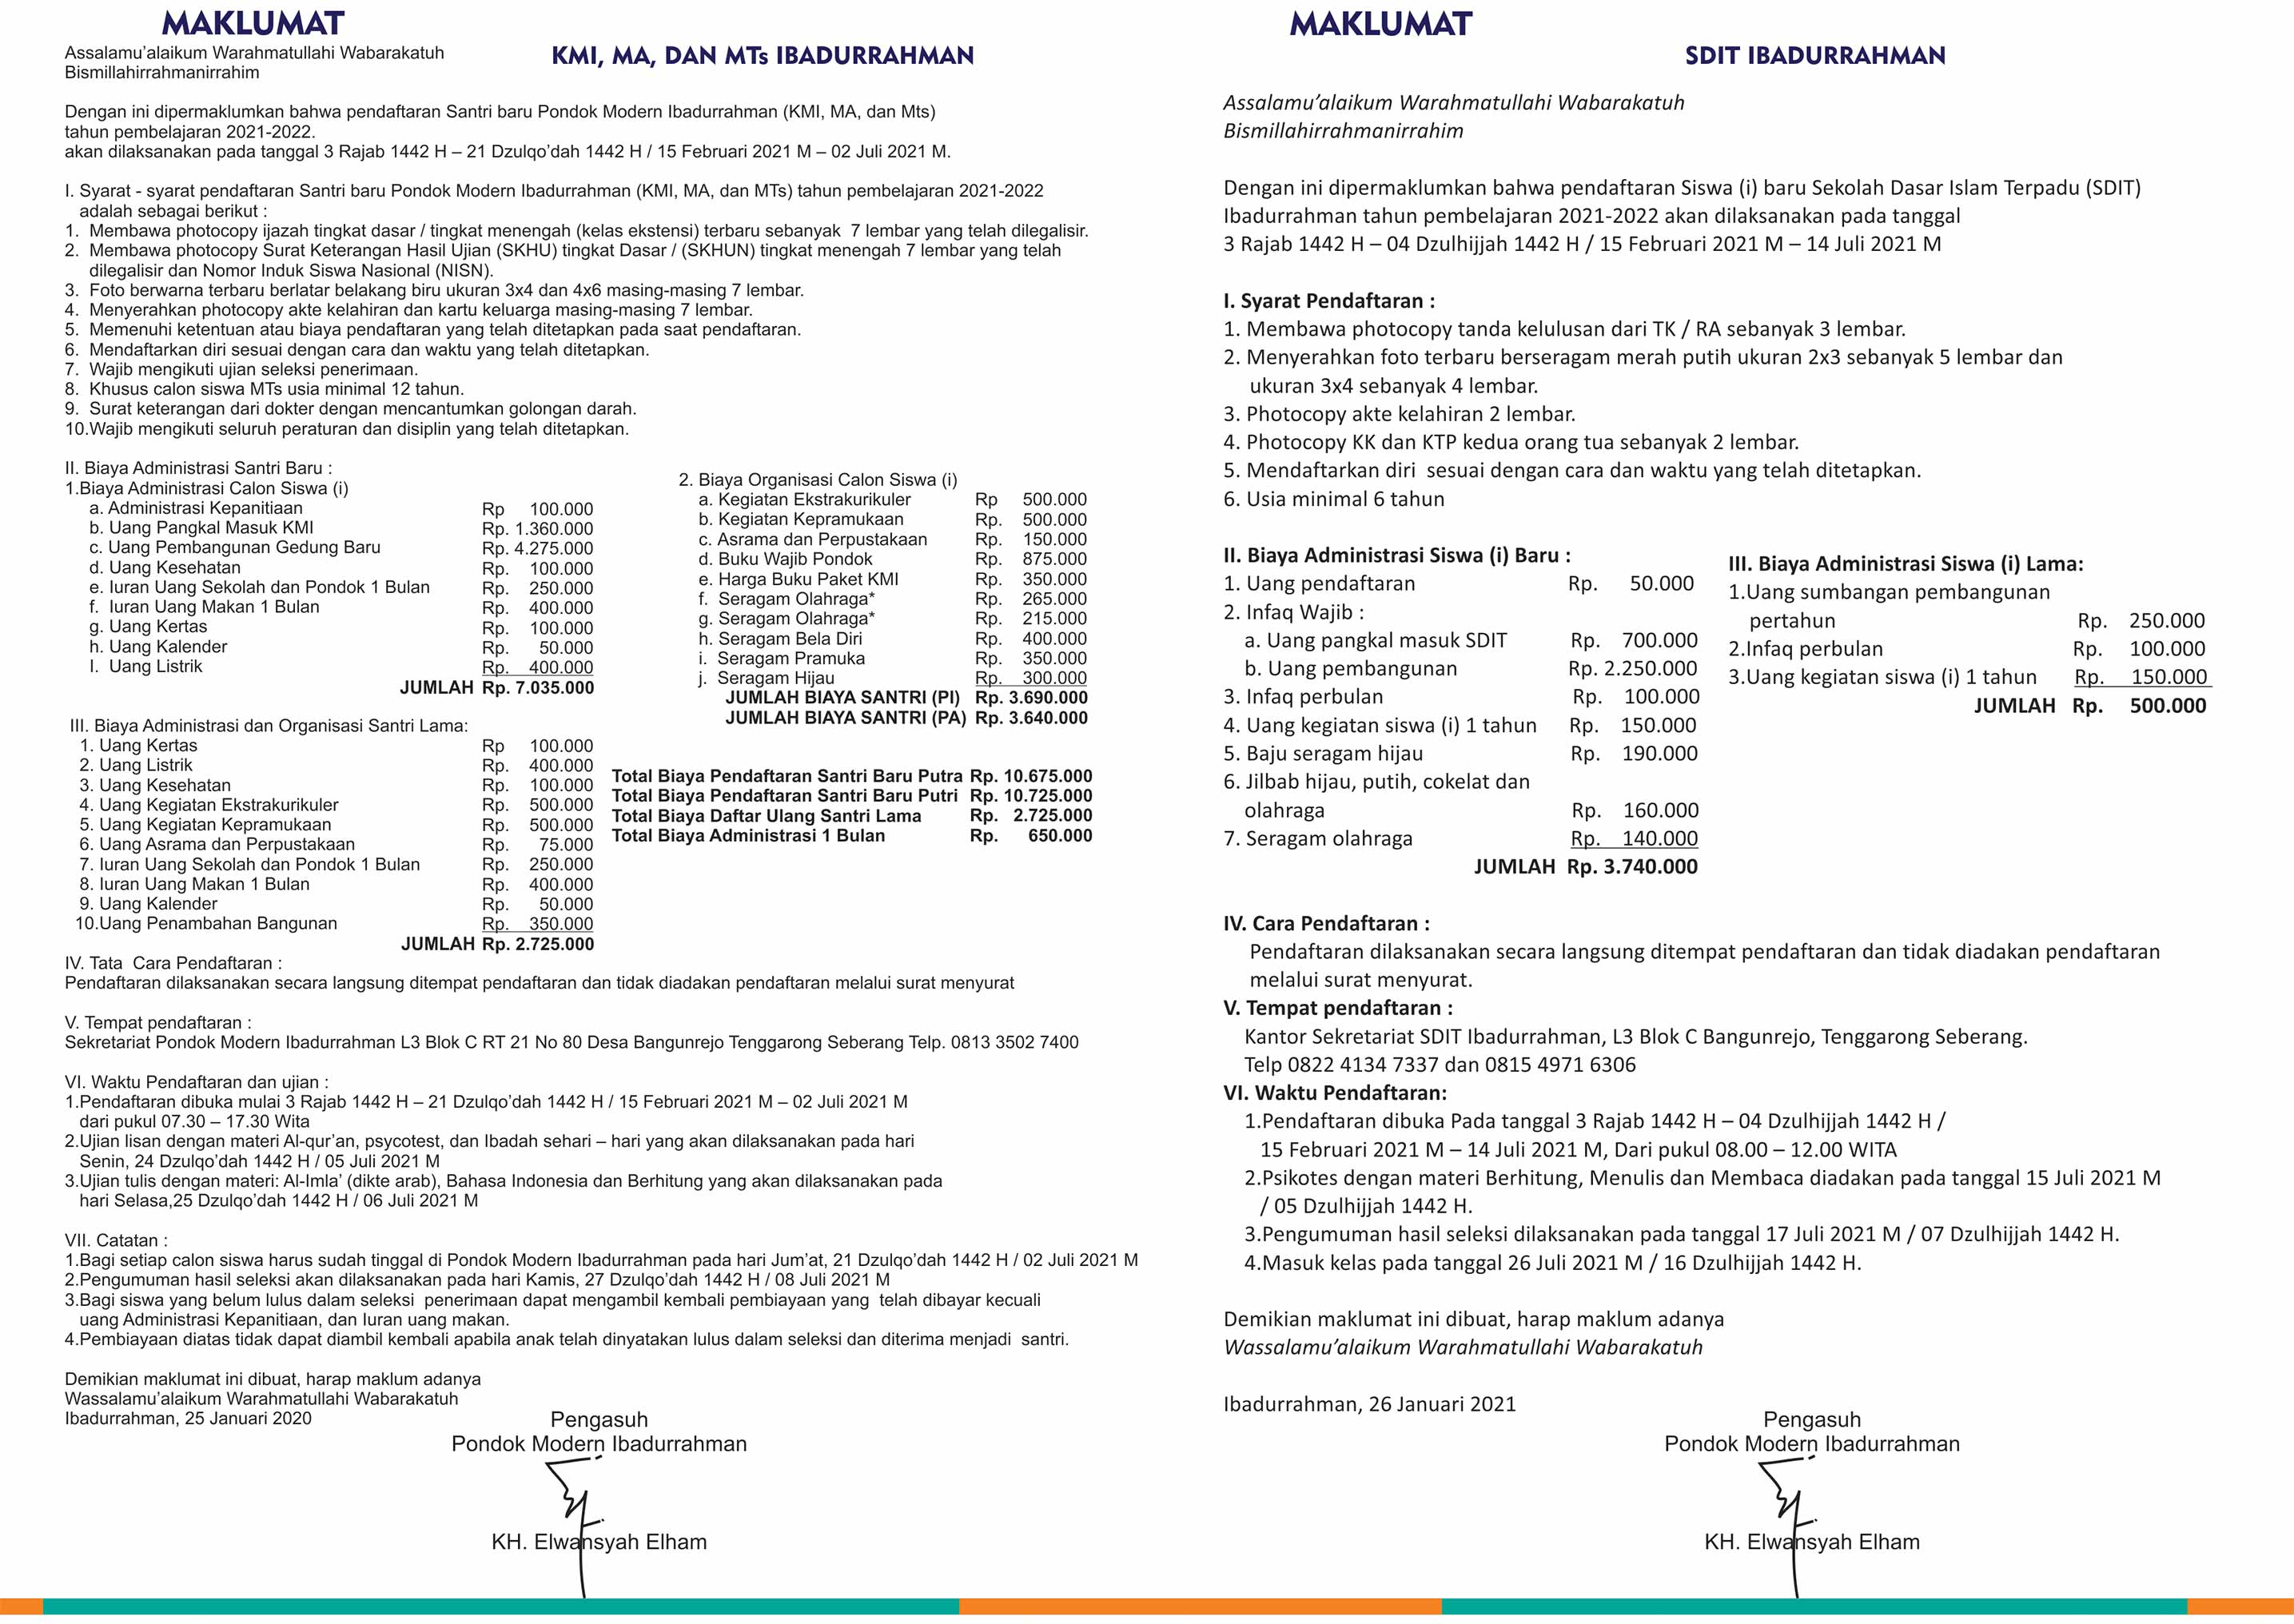 MAKLUMAT
KMI, MA, DAN MTs IBADURRAHMAN
Assalamu’alaikum Warahmatullahi Wabarakatuh
Bismillahirrahmanirrahim
Dengan ini dipermaklumkan bahwa pendaftaran Santri baru Pondok Modern Ibadurrahman (KMI, MA, dan Mts)
tahun pembelajaran 2021-2022.
akan dilaksanakan pada tanggal 3 Rajab 1442 H – 21 Dzulqo’dah 1442 H / 15 Februari 2021 M – 02 Juli 2021 M.
I. Syarat - syarat pendaftaran Santri baru Pondok Modern Ibadurrahman (KMI, MA, dan MTs) tahun pembelajaran 2021-2022
adalah sebagai berikut :
1. Membawa photocopy ijazah tingkat dasar / tingkat menengah (kelas ekstensi) terbaru sebanyak 7 lembar yang telah dilegalisir.
2. Membawa photocopy Surat Keterangan Hasil Ujian (SKHU) tingkat Dasar / (SKHUN) tingkat menengah 7 lembar yang telah
dilegalisir dan Nomor Induk Siswa Nasional (NISN).
3. Foto berwarna terbaru berlatar belakang biru ukuran 3x4 dan 4x6 masing-masing 7 lembar.
4. Menyerahkan photocopy akte kelahiran dan kartu keluarga masing-masing 7 lembar.
5. Memenuhi ketentuan atau biaya pendaftaran yang telah ditetapkan pada saat pendaftaran.
6. Mendaftarkan diri sesuai dengan cara dan waktu yang telah ditetapkan.
7. Wajib mengikuti ujian seleksi penerimaan.
8. Khusus calon siswa MTs usia minimal 12 tahun.
9. Surat keterangan dari dokter dengan mencantumkan golongan darah.
10.Wajib mengikuti seluruh peraturan dan disiplin yang telah ditetapkan.
II. Biaya Administrasi Santri Baru :
1.Biaya Administrasi Calon Siswa (i)
a. Administrasi Kepanitiaan Rp 100.000
b. Uang Pangkal Masuk KMI Rp. 1.360.000
c. Uang Pembangunan Gedung Baru Rp. 4.275.000
d. Uang Kesehatan Rp. 100.000
e. Iuran Uang Sekolah dan Pondok 1 Bulan Rp. 250.000
f. Iuran Uang Makan 1 Bulan Rp. 400.000
g. Uang Kertas Rp. 100.000
h. Uang Kalender Rp. 50.000
I. Uang Listrik Rp. 400.000
JUMLAH Rp. 7.035.000
2. Biaya Organisasi Calon Siswa (i)
a. Kegiatan Ekstrakurikuler Rp 500.000
b. Kegiatan Kepramukaan Rp. 500.000
c. Asrama dan Perpustakaan Rp. 150.000
d. Buku Wajib Pondok Rp. 875.000
e. Harga Buku Paket KMI Rp. 350.000
f. Seragam Olahraga* Rp. 265.000
g. Seragam Olahraga* Rp. 215.000
h. Seragam Bela Diri Rp. 400.000
i. Seragam Pramuka Rp. 350.000
j. Seragam Hijau Rp. 300.000
JUMLAH BIAYA SANTRI (PI) Rp. 3.690.000
JUMLAH BIAYA SANTRI (PA) Rp. 3.640.000
III. Biaya Administrasi dan Organisasi Santri Lama:
1. Uang Kertas Rp 100.000
2. Uang Listrik Rp. 400.000
3. Uang Kesehatan Rp. 100.000
4. Uang Kegiatan Ekstrakurikuler Rp. 500.000
5. Uang Kegiatan Kepramukaan Rp. 500.000
6. Uang Asrama dan Perpustakaan Rp. 75.000
7. Iuran Uang Sekolah dan Pondok 1 Bulan Rp. 250.000
8. Iuran Uang Makan 1 Bulan Rp. 400.000
9. Uang Kalender Rp. 50.000
10.Uang Penambahan Bangunan Rp. 350.000
JUMLAH Rp. 2.725.000
Total Biaya Pendaftaran Santri Baru Putra Rp. 10.675.000
Total Biaya Pendaftaran Santri Baru Putri Rp. 10.725.000
Total Biaya Daftar Ulang Santri Lama Rp. 2.725.000
Total Biaya Administrasi 1 Bulan Rp. 650.000
IV. Tata Cara Pendaftaran :
Pendaftaran dilaksanakan secara langsung ditempat pendaftaran dan tidak diadakan pendaftaran melalui surat menyurat
V. Tempat pendaftaran :
Sekretariat Pondok Modern Ibadurrahman L3 Blok C RT 21 No 80 Desa Bangunrejo Tenggarong Seberang Telp. 0813 3502 7400
VI. Waktu Pendaftaran dan ujian :
1.Pendaftaran dibuka mulai 3 Rajab 1442 H – 21 Dzulqo’dah 1442 H / 15 Februari 2021 M – 02 Juli 2021 M
dari pukul 07.30 – 17.30 Wita
2.Ujian lisan dengan materi Al-qur’an, psycotest, dan Ibadah sehari – hari yang akan dilaksanakan pada hari
Senin, 24 Dzulqo’dah 1442 H / 05 Juli 2021 M
3.Ujian tulis dengan materi: Al-Imla’ (dikte arab), Bahasa Indonesia dan Berhitung yang akan dilaksanakan pada
hari Selasa,25 Dzulqo’dah 1442 H / 06 Juli 2021 M
VII. Catatan :
1.Bagi setiap calon siswa harus sudah tinggal di Pondok Modern Ibadurrahman pada hari Jum’at, 21 Dzulqo’dah 1442 H / 02 Juli 2021 M
2.Pengumuman hasil seleksi akan dilaksanakan pada hari Kamis, 27 Dzulqo’dah 1442 H / 08 Juli 2021 M
3.Bagi siswa yang belum lulus dalam seleksi penerimaan dapat mengambil kembali pembiayaan yang telah dibayar kecuali
uang Administrasi Kepanitiaan, dan Iuran uang makan.
4.Pembiayaan diatas tidak dapat diambil kembali apabila anak telah dinyatakan lulus dalam seleksi dan diterima menjadi santri.
Demikian maklumat ini dibuat, harap maklum adanya
Wassalamu’alaikum Warahmatullahi Wabarakatuh
Ibadurrahman, 25 Januari 2020
Pengasuh
Pondok Modern Ibadurrahman
KH. Elwansyah Elham
MAKLUMAT
SDIT IBADURRAHMAN
Assalamu’alaikum Warahmatullahi Wabarakatuh
Bismillahirrahmanirrahim
Dengan ini dipermaklumkan bahwa pendaftaran Siswa (i) baru Sekolah Dasar Islam Terpadu (SDIT)
Ibadurrahman tahun pembelajaran 2021-2022 akan dilaksanakan pada tanggal
3 Rajab 1442 H – 04 Dzulhijjah 1442 H / 15 Februari 2021 M – 14 Juli 2021 M
I. Syarat Pendaftaran :
1. Membawa photocopy tanda kelulusan dari TK / RA sebanyak 3 lembar.
2. Menyerahkan foto terbaru berseragam merah putih ukuran 2x3 sebanyak 5 lembar dan
ukuran 3x4 sebanyak 4 lembar.
3. Photocopy akte kelahiran 2 lembar.
4. Photocopy KK dan KTP kedua orang tua sebanyak 2 lembar.
5. Mendaftarkan diri sesuai dengan cara dan waktu yang telah ditetapkan.
6. Usia minimal 6 tahun
II. Biaya Administrasi Siswa (i) Baru :
1. Uang pendaftaran Rp. 50.000
2. Infaq Wajib :
a. Uang pangkal masuk SDIT Rp. 700.000
b. Uang pembangunan Rp. 2.250.000
3. Infaq perbulan Rp. 100.000
4. Uang kegiatan siswa (i) 1 tahun Rp. 150.000
5. Baju seragam hijau Rp. 190.000
6. Jilbab hijau, putih, cokelat dan
olahraga Rp. 160.000
7. Seragam olahraga Rp. 140.000
JUMLAH Rp. 3.740.000
III. Biaya Administrasi Siswa (i) Lama:
1.Uang sumbangan pembangunan
pertahun Rp. 250.000
2.Infaq perbulan Rp. 100.000
3.Uang kegiatan siswa (i) 1 tahun Rp. 150.000
JUMLAH Rp. 500.000
IV. Cara Pendaftaran :
Pendaftaran dilaksanakan secara langsung ditempat pendaftaran dan tidak diadakan pendaftaran
melalui surat menyurat.
V. Tempat pendaftaran :
Kantor Sekretariat SDIT Ibadurrahman, L3 Blok C Bangunrejo, Tenggarong Seberang.
Telp 0822 4134 7337 dan 0815 4971 6306
VI. Waktu Pendaftaran:
1.Pendaftaran dibuka Pada tanggal 3 Rajab 1442 H – 04 Dzulhijjah 1442 H /
15 Februari 2021 M – 14 Juli 2021 M, Dari pukul 08.00 – 12.00 WITA
2.Psikotes dengan materi Berhitung, Menulis dan Membaca diadakan pada tanggal 15 Juli 2021 M
/ 05 Dzulhijjah 1442 H.
3.Pengumuman hasil seleksi dilaksanakan pada tanggal 17 Juli 2021 M / 07 Dzulhijjah 1442 H.
4.Masuk kelas pada tanggal 26 Juli 2021 M / 16 Dzulhijjah 1442 H.
Demikian maklumat ini dibuat, harap maklum adanya
Wassalamu’alaikum Warahmatullahi Wabarakatuh
Ibadurrahman, 26 Januari 2021
Pengasuh
Pondok Modern Ibadurrahman
KH. Elwansyah Elham